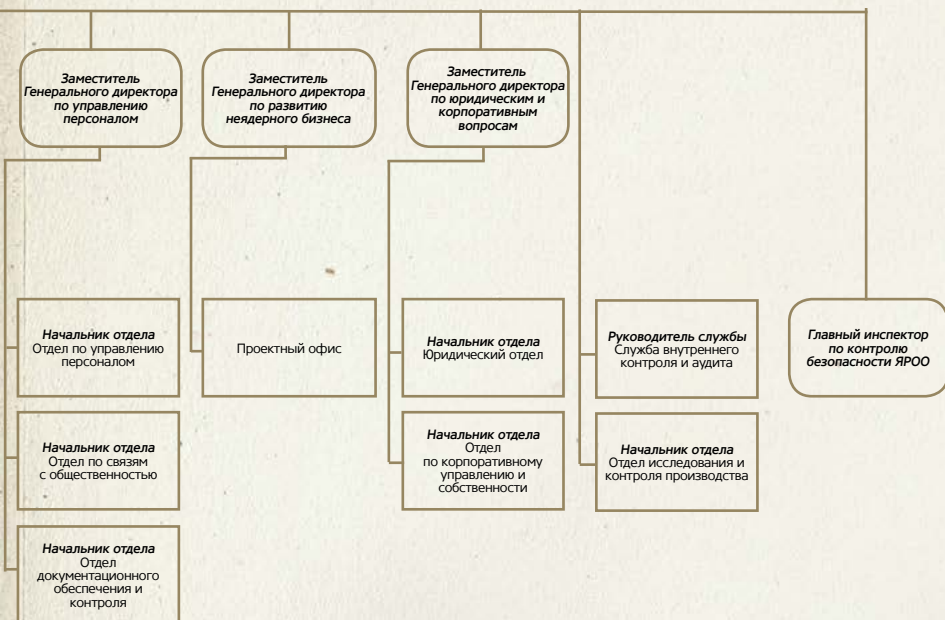 Заместитель
Генерального директора
по управлению
персоналом
Заместитель
Генерального директора
по развитию
неядерного бизнеса
Заместитель
Генерального директора
по юридическим и
корпоративным
вопросам
Начальник отдела
Отдел по управлению
персоналом
Проектный офис
Начальник отдела
Юридический отдел
Руководитель службы
Служба внутреннего
контроля и аудита
Главный инспектор
по контролю
безопасности ЯРОО
Начальник отдела
Отдел по связям
с общественностью
Начальник отдела
Отдел
по корпоративному
управлению и
собственности
Начальник отдела
Отдел исследования и
контроля производства
Начальник отдела
Отдел
документационного
обеспечения и
контроля